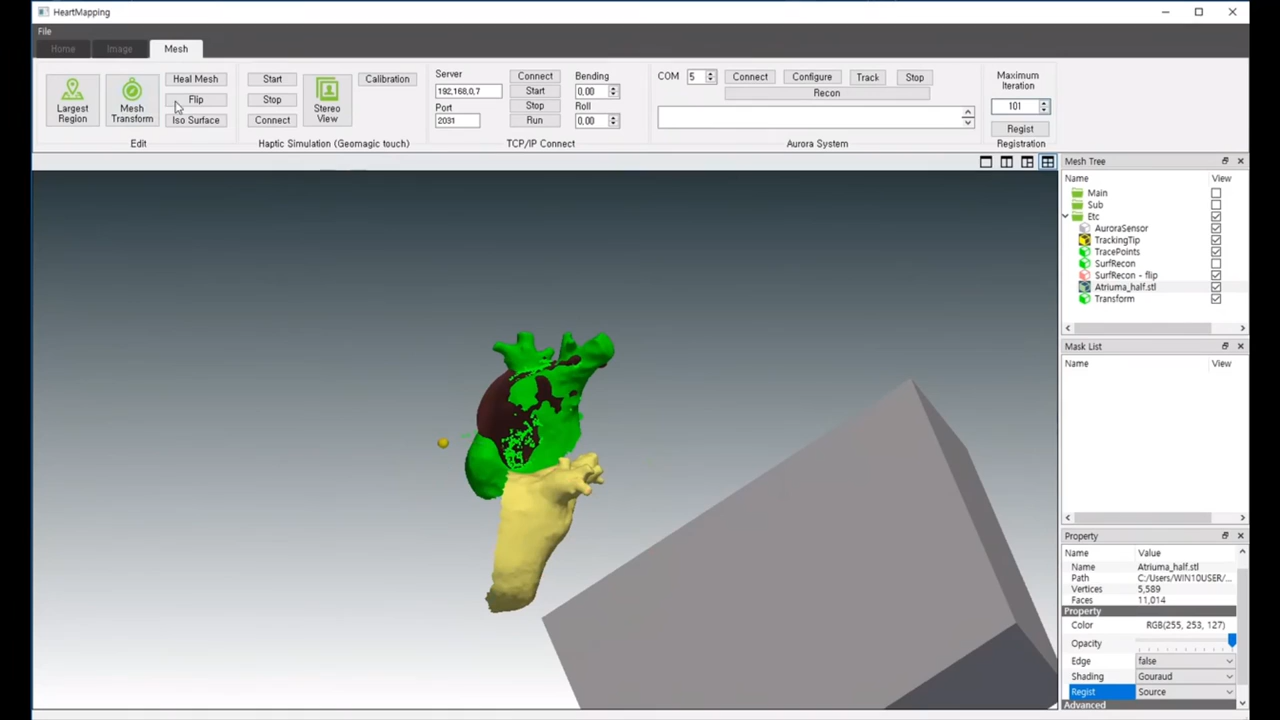 HeartMapping
File
Home Image Mesh
Largest Region
Mesh Transform
Heal Mesh
Flip
Iso Surface
Edit
Start
Stop
Connect
Stereo View
Calibration
Haptic Simulation (Geomagic touch)
Server
192,168,0,7
Port
2031
Connect
Start
Stop
Run
Bending
0,00
Roll
0,00
TCP/IP Connect
COM 5 Connect Configure Track Stop
Recon
Aurora System
Maximum Iteration
101
Regist
Registration
Mesh Tree
Name View
Main
Sub
Etc
AuroraSensor
TrackingTip
TracePoints
SurfRecon
SurfRecon - flip
Atriuma_half.stl
Transform
Mask List
Name View
Property
Name Value
Name Atriuma_half.stl
Path C:/Users/WIN10USER/...
Vertices 5,589
Faces 11,014
Property
Color RGB(255, 253, 127)
Opacity
Edge false
Shading Gouraud
Regist Source
Advanced